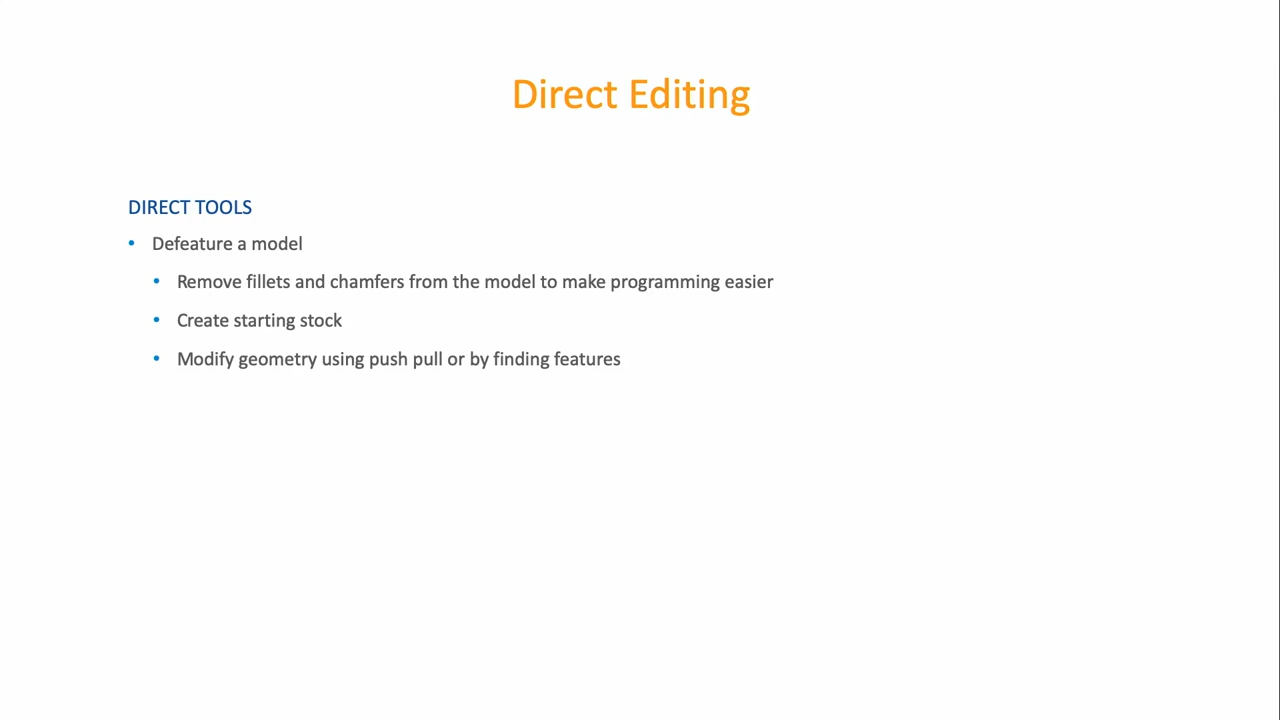 Direct Editing
DIRECT TOOLS
• Defeature a model
• Remove fillets and chamfers from the model to make programming easier
• Create starting stock
• Modify geometry using push pull or by finding features